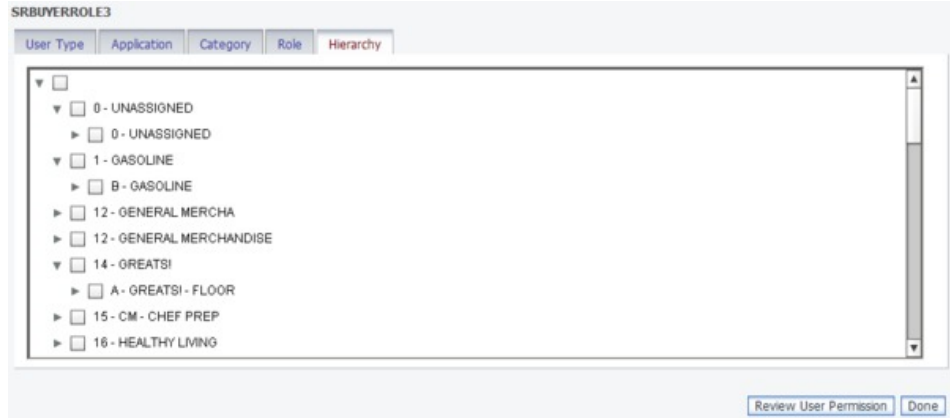 SRBUYERROLE3
User Type Application Category Role Hierarchy
0 - UNASSIGNED
0 - UNASSIGNED
1 - GASOLINE
B - GASOLINE
12 - GENERAL MERCHA
12 - GENERAL MERCHANDISE
14 - GREATS!
A - GREATS! - FLOOR
15 - CM - CHEF PREP
16 - HEALTHY LIVING
Review User Permission Done